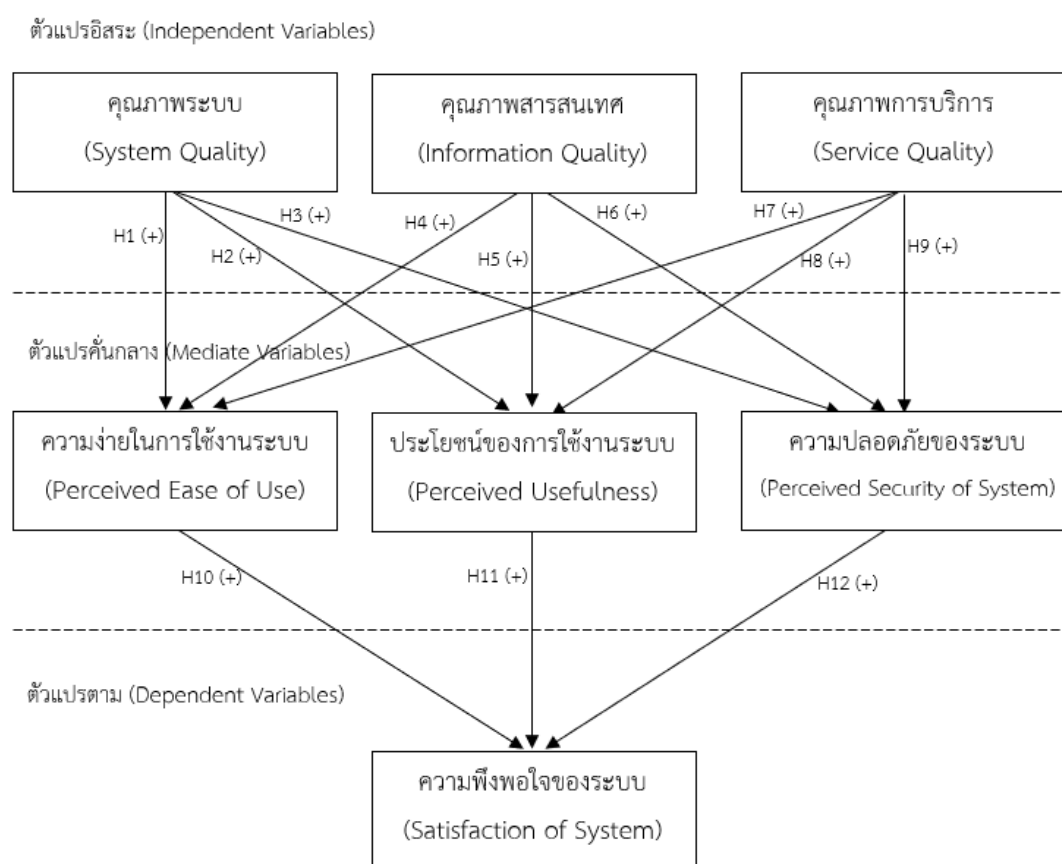 ตัวแปรอิสระ (Independent Variables)
คุณภาพระบบ
(System Quality)
คุณภาพสารสนเทศ
(Information Quality)
คุณภาพการบริการ
(Service Quality)
H1 (+)
H2 (+)
H3 (+)
H4 (+)
H5 (+)
H6 (+)
H7 (+)
H8 (+)
H9 (+)
ตัวแปรคั่นกลาง (Mediate Variables)
ความง่ายในการใช้งานระบบ
(Perceived Ease of Use)
ประโยชน์ของการใช้งานระบบ
(Perceived Usefulness)
ความปลอดภัยของระบบ
(Perceived Security of System)
H10 (+)
H11 (+)
H12 (+)
ตัวแปรตาม (Dependent Variables)
ความพึงพอใจของระบบ
(Satisfaction of System)